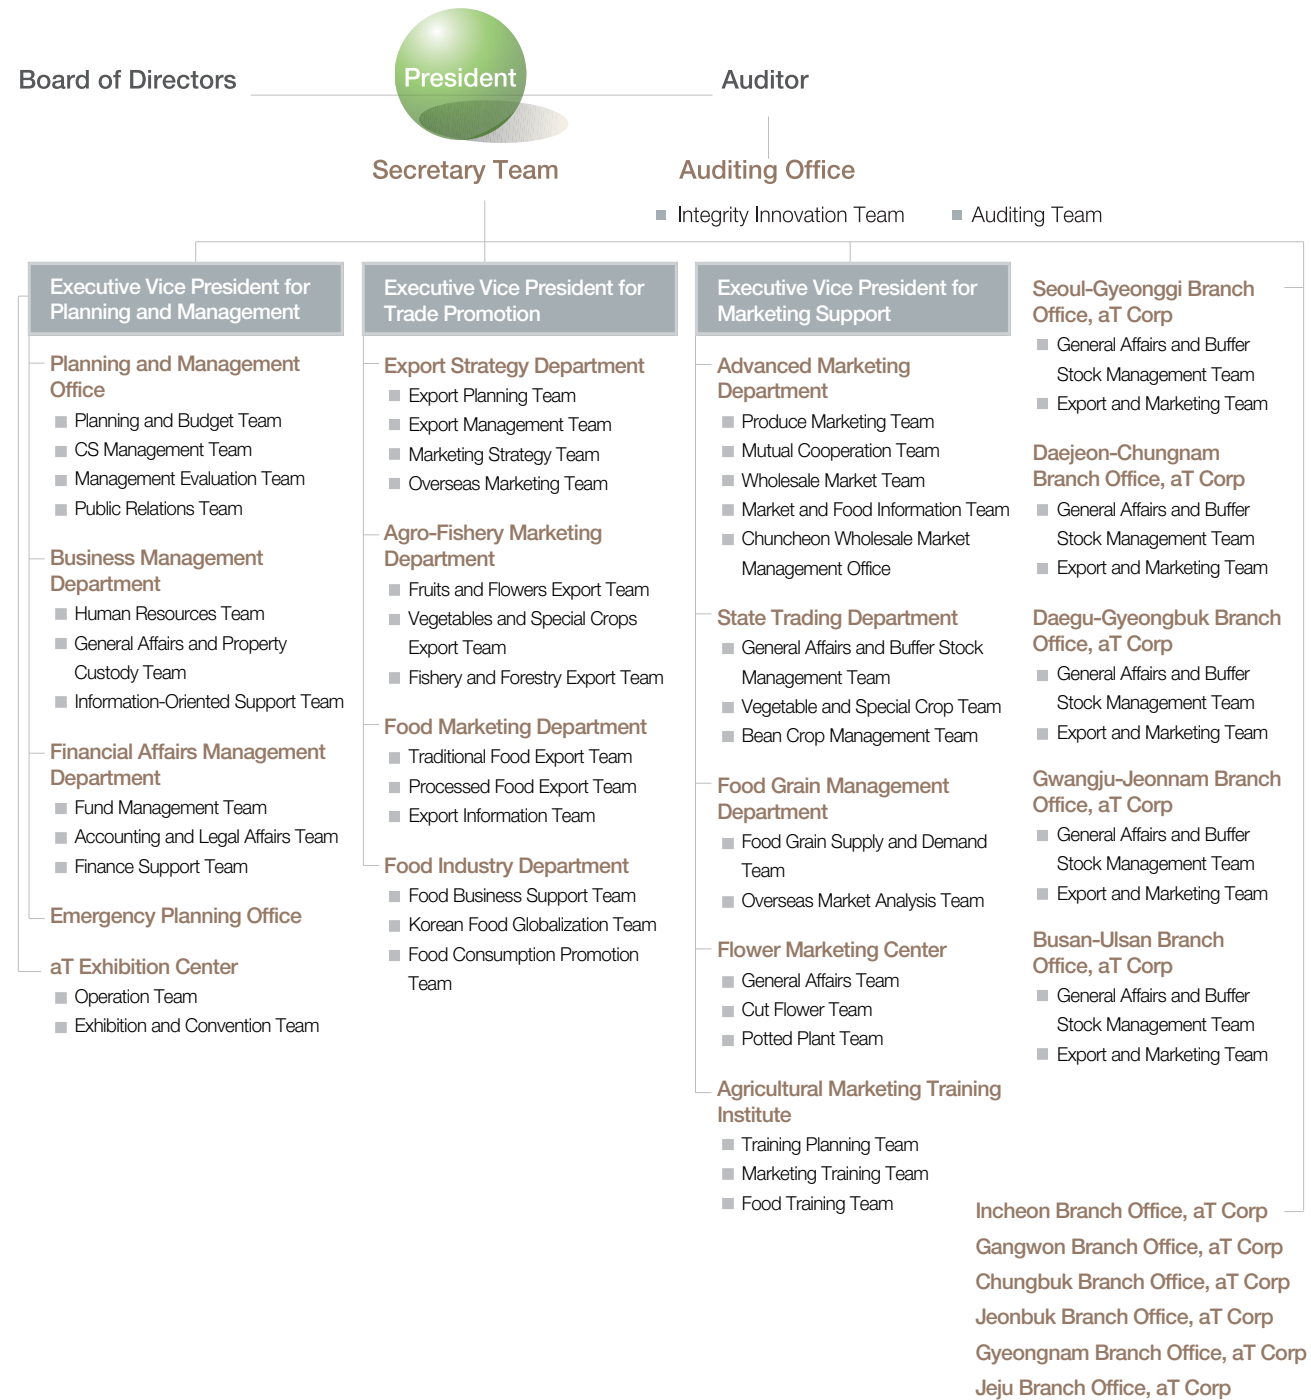 Board of Directors
President
Auditor
Secretary Team
Auditing Office
Integrity Innovation Team
Auditing Team
Executive Vice President for
Planning and Management
Planning and Management
Office
Planning and Budget Team
CS Management Team
Management Evaluation Team
Public Relations Team
Business Management
Department
Human Resources Team
General Affairs and Property
Custody Team
Information-Oriented Support Team
Financial Affairs Management
Department
Fund Management Team
Accounting and Legal Affairs Team
Finance Support Team
Emergency Planning Office
aT Exhibition Center
Operation Team
Exhibition and Convention Team
Executive Vice President for
Trade Promotion
Export Strategy Department
Export Planning Team
Export Management Team
Marketing Strategy Team
Overseas Marketing Team
Agro-Fishery Marketing
Department
Fruits and Flowers Export Team
Vegetables and Special Crops
Export Team
Fishery and Forestry Export Team
Food Marketing Department
Traditional Food Export Team
Processed Food Export Team
Export Information Team
Food Industry Department
Food Business Support Team
Korean Food Globalization Team
Food Consumption Promotion
Team
Executive Vice President for
Marketing Support
Advanced Marketing
Department
Produce Marketing Team
Mutual Cooperation Team
Wholesale Market Team
Market and Food Information Team
Chuncheon Wholesale Market
Management Office
State Trading Department
General Affairs and Buffer Stock
Management Team
Vegetable and Special Crop Team
Bean Crop Management Team
Food Grain Management
Department
Food Grain Supply and Demand
Team
Overseas Market Analysis Team
Flower Marketing Center
General Affairs Team
Cut Flower Team
Potted Plant Team
Agricultural Marketing Training
Institute
Training Planning Team
Marketing Training Team
Food Training Team
Seoul-Gyeonggi Branch
Office, aT Corp
General Affairs and Buffer
Stock Management Team
Export and Marketing Team
Daejeon-Chungnam
Branch Office, aT Corp
General Affairs and Buffer
Stock Management Team
Export and Marketing Team
Daegu-Gyeongbuk Branch
Office, aT Corp
General Affairs and Buffer
Stock Management Team
Export and Marketing Team
Gwangju-Jeonnam Branch
Office, aT Corp
General Affairs and Buffer
Stock Management Team
Export and Marketing Team
Busan-Ulsan Branch
Office, aT Corp
General Affairs and Buffer
Stock Management Team
Export and Marketing Team
Incheon Branch Office, aT Corp
Gangwon Branch Office, aT Corp
Chungbuk Branch Office, aT Corp
Jeonbuk Branch Office, aT Corp
Gyeongnam Branch Office, aT Corp
Jeju Branch Office, aT Corp